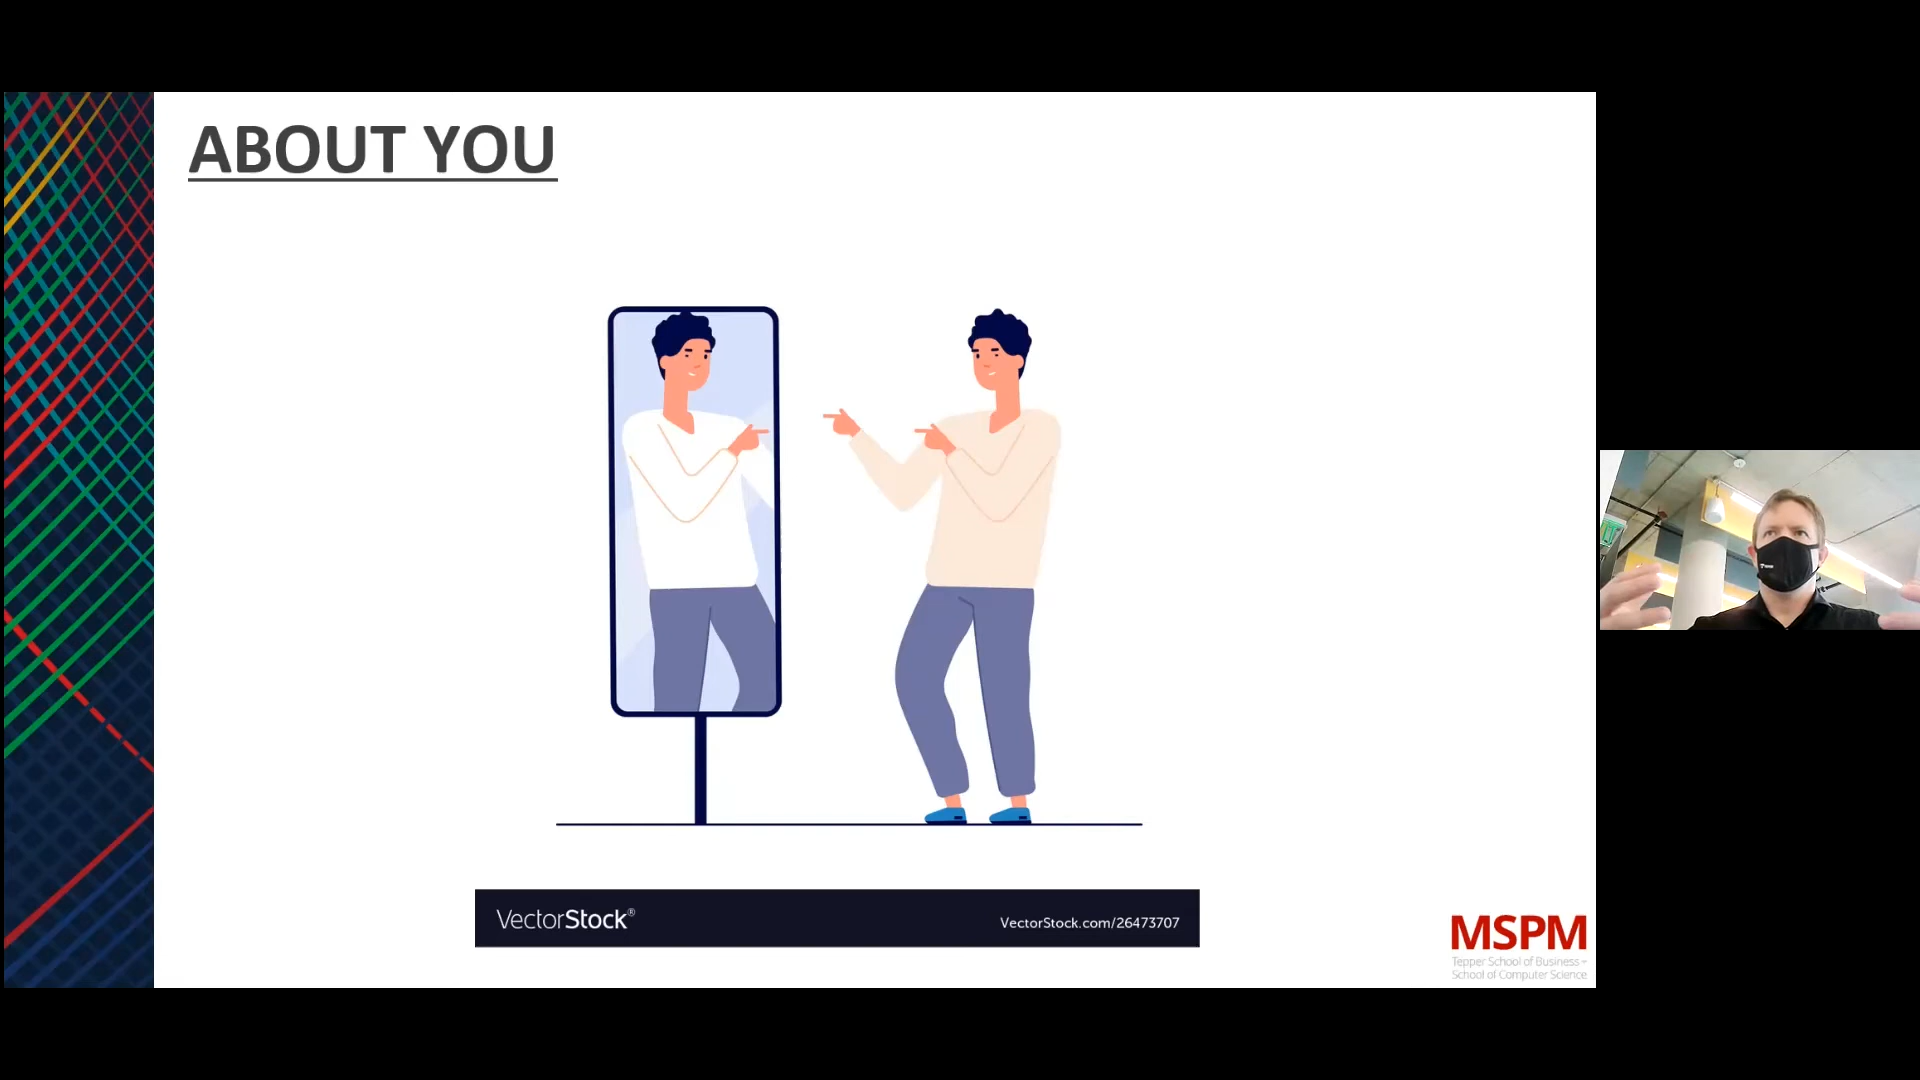 ABOUT YOU
VectorStock®
VectorStock.com/26473707
MSPM
Tepper School of Business –
School of Computer Science